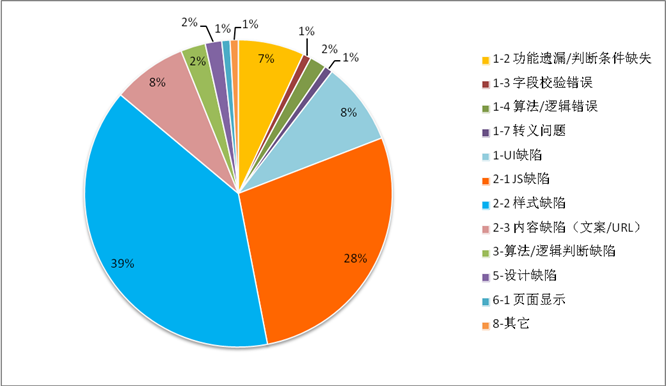 2%
1%
1%
1%
2%
1%
7%
8%
2%
8%
39%
28%
1-2 功能遗漏/判断条件缺失
1-3 字段校验错误
1-4 算法/逻辑错误
1-7 转义问题
1-UI缺陷
2-1 JS缺陷
2-2 样式缺陷
2-3 内容缺陷（文案/URL）
3-算法/逻辑判断缺陷
5-设计缺陷
6-1 页面显示
8-其它